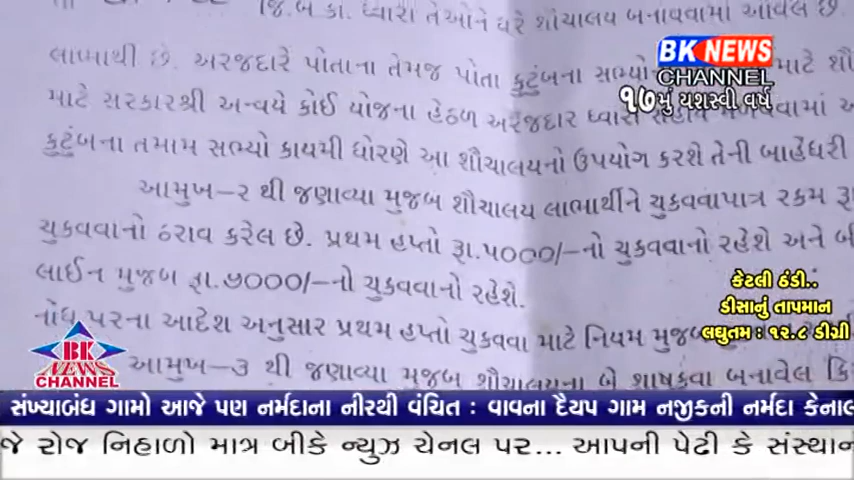 જિ.બ કા. ધ્વારા તેઓને ઘરે શૌચાલય બનાવવામાં આવેલ છે.
લાભાર્થી છે. અરજદારે પોતાના તેમજ પોતા કુટુંબના સભ્યો માટે શૌ
માટે સરકારશ્રી અન્વયે કોઈ યોજના હેઠળ અરજદાર ધ્વારા
કુટુંબના તમામ સભ્યો કાયમી ધોરણે આ શૌચાલયનો ઉપયોગ કરશે તેની બાહેધરી
આમુખ-૨ થી જણાવ્યા મુજબ શૌચાલય લાભાર્થીને ચુકવવાપાત્ર રકમ રૂા
ચુકવવાનો ઠરાવ કરેલ છે. પ્રથમ હપ્તો રૂા.૫૦૦૦/-નો ચુકવવાનો રહેશે અને બી
લાઈન મુજબ રૂા.૭૦૦૦/-નો ચુકવવાનો રહેશે.
નોંધ પરના આદેશ અનુસાર પ્રથમ હપ્તો ચુકવવા માટે નિયમ મુજબ
આમુખ-૩ થી જણાવ્યા મુજબ શૌચાલયના બે શોષકુવા બનાવેલ
BK NEWS
CHANNEL
૧૭મું યશસ્વી વર્ષ
કેટલી ઠંડી..
ડીસાનું તાપમાન
લઘુતમ : ૧૨.૮ ડીગ્રી
BK
NEWS
CHANNEL
સંખ્યાબંધ ગામો આજે પણ નર્મદાના નીરથી વંચિત : વાવના દૈયપ ગામ નજીકની નર્મદા કેનાલ
જે રોજ નિહાળો માત્ર બીકે ન્યુઝ ચેનલ પર... આપની પેઢી કે સંસ્થાન